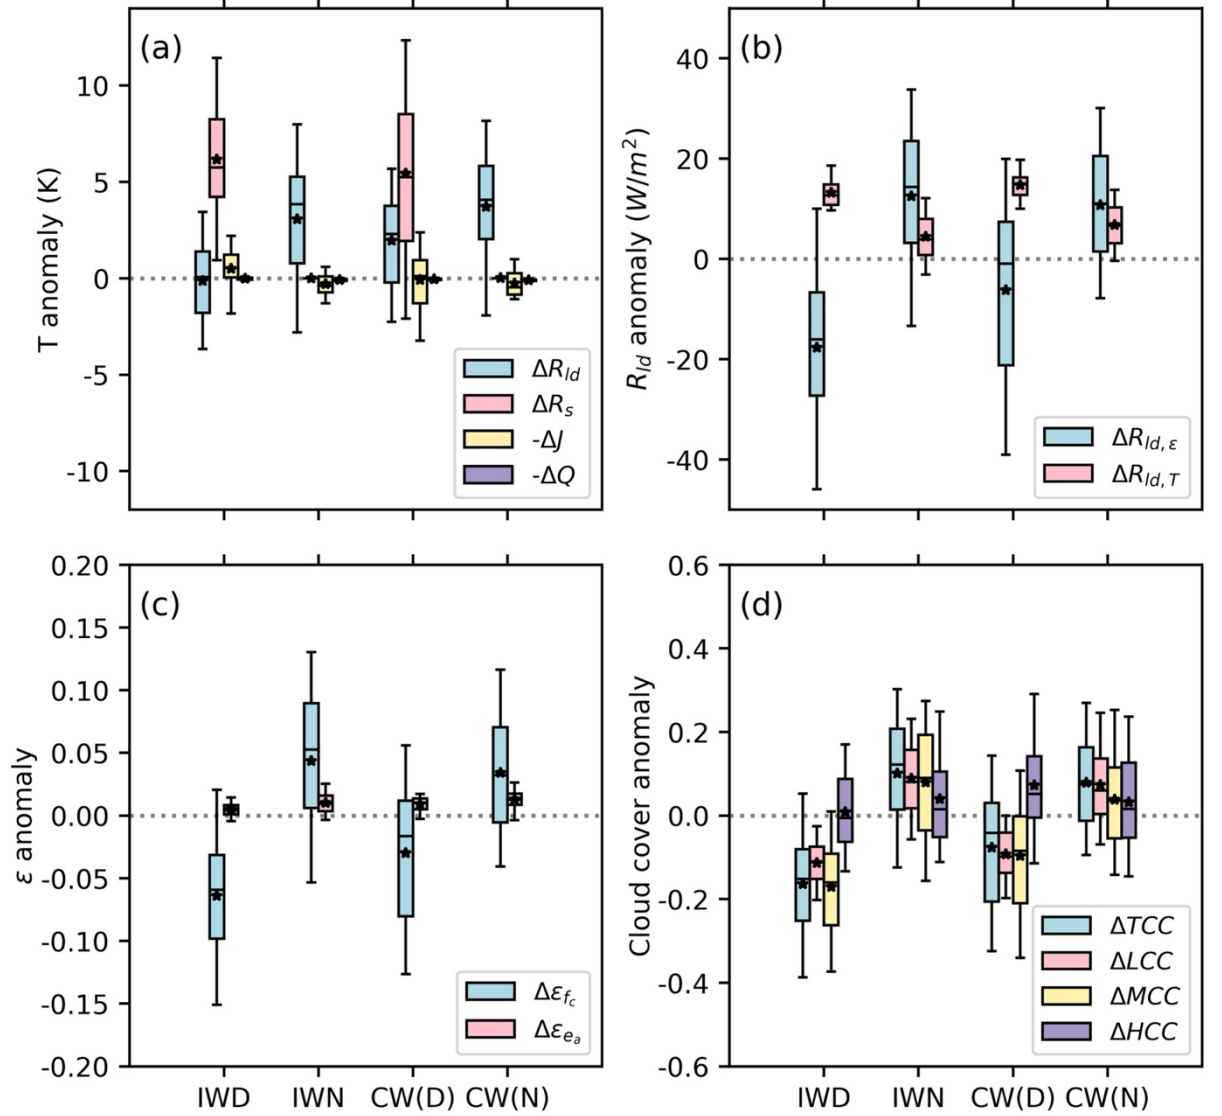 (a)
T anomaly (K)
10
5
0
-5
-10
ΔR_ld
ΔR_s
-ΔJ
-ΔQ
(b)
R_ld anomaly (W/m²)
40
20
0
-20
-40
ΔR_ld,ε
ΔR_ld,T
(c)
ε anomaly
0.20
0.15
0.10
0.05
0.00
-0.05
-0.10
-0.15
-0.20
Δε_f_c
Δε_e_a
IWD IWN CW(D) CW(N)
(d)
Cloud cover anomaly
0.6
0.4
0.2
0.0
-0.2
-0.4
-0.6
ΔTCC
ΔLCC
ΔMCC
ΔHCC
IWD IWN CW(D) CW(N)